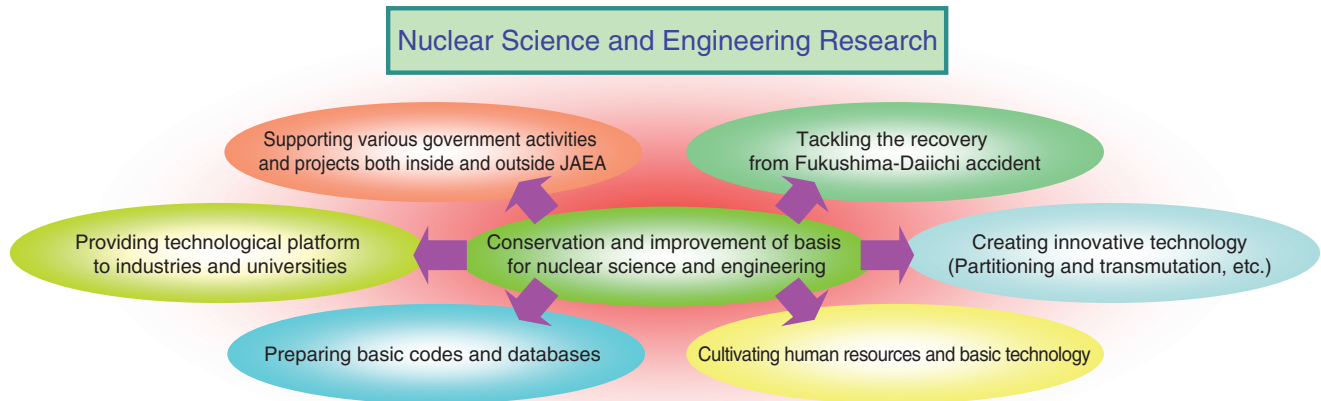 Nuclear Science and Engineering Research
Supporting various government activities
and projects both inside and outside JAEA
Tackling the recovery
from Fukushima-Daiichi accident
Providing technological platform
to industries and universities
Conservation and improvement of basis
for nuclear science and engineering
Creating innovative technology
(Partitioning and transmutation, etc.)
Preparing basic codes and databases
Cultivating human resources and basic technology